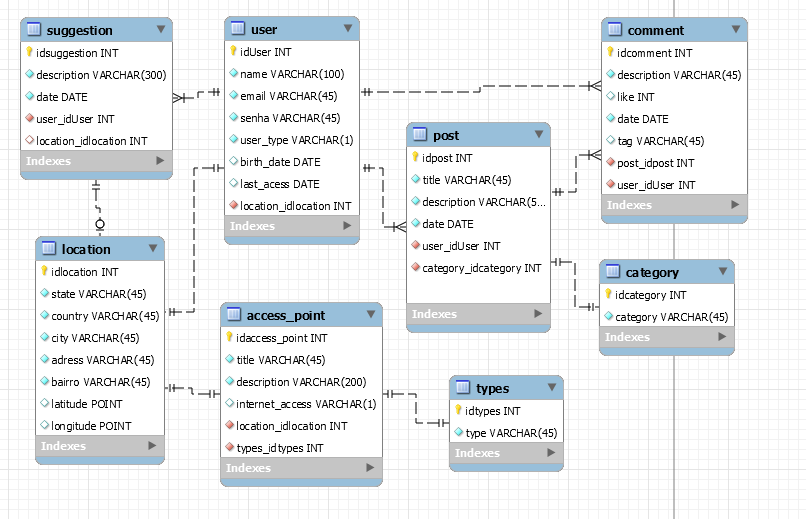 suggestion
idsuggestion INT
description VARCHAR(300)
date DATE
user_idUser INT
location_idlocation INT
Indexes
user
idUser INT
name VARCHAR(100)
email VARCHAR(45)
senha VARCHAR(45)
user_type VARCHAR(1)
birth_date DATE
last_acess DATE
location_idlocation INT
Indexes
comment
idcomment INT
description VARCHAR(45)
like INT
date DATE
tag VARCHAR(45)
post_idpost INT
user_idUser INT
Indexes
post
idpost INT
title VARCHAR(45)
description VARCHAR(5...
date DATE
user_idUser INT
category_idcategory INT
Indexes
location
idlocation INT
state VARCHAR(45)
country VARCHAR(45)
city VARCHAR(45)
adress VARCHAR(45)
bairro VARCHAR(45)
latitude POINT
longitude POINT
Indexes
access_point
idaccess_point INT
title VARCHAR(45)
description VARCHAR(200)
internet_access VARCHAR(1)
location_idlocation INT
types_idtypes INT
Indexes
category
idcategory INT
category VARCHAR(45)
Indexes
types
idtypes INT
type VARCHAR(45)
Indexes